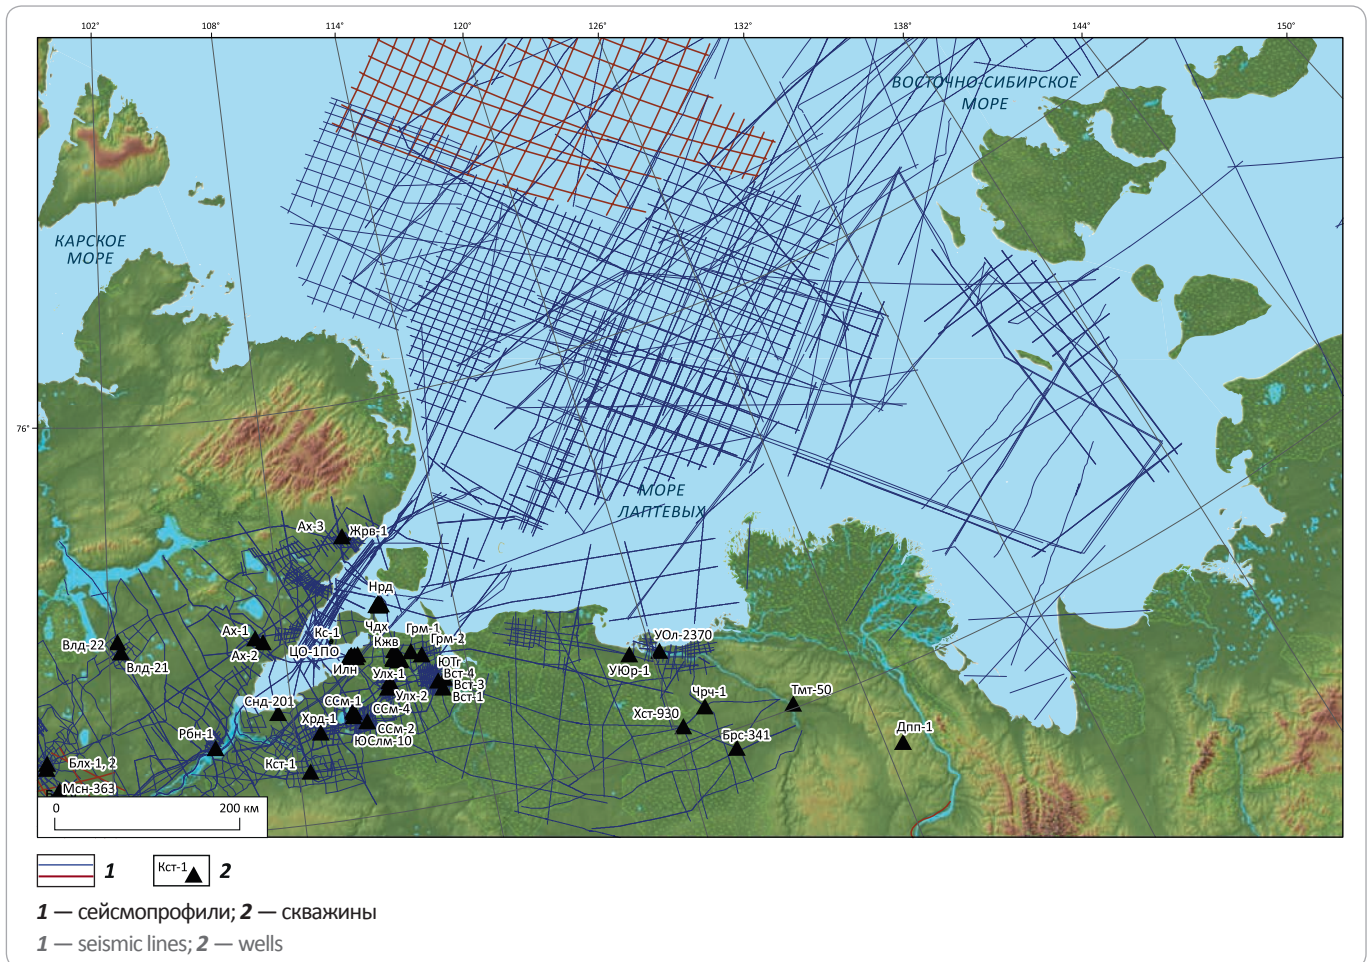 102°
108°
114°
120°
126°
132°
138°
144°
150°
ВОСТОЧНО-СИБИРСКОЕ
МОРЕ
КАРСКОЕ
МОРЕ
76°
МОРЕ
ЛАПТЕВЫХ
Ах-3
Жрв-1
Нрд
Влд-22
Влд-21
Ах-1
Ах-2
Кс-1
ЦО-1ПО
Илн
Чдх
Кжв
Грм-1
Грм-2
ЮТг
Вст-4
Вст-3
Вст-1
Улх-1
Улх-2
УОл-2370
УЮр-1
Снд-201
ССм-1
ССм-4
ССм-2
ЮСлм-10
Хрд-1
Рбн-1
Кст-1
Чрч-1
Хст-930
Тмт-50
Брс-341
Дпп-1
Блх-1, 2
Мсн-363
0
200 км
1
Кст-1
2
1 — сейсмопрофили; 2 — скважины
1 — seismic lines; 2 — wells